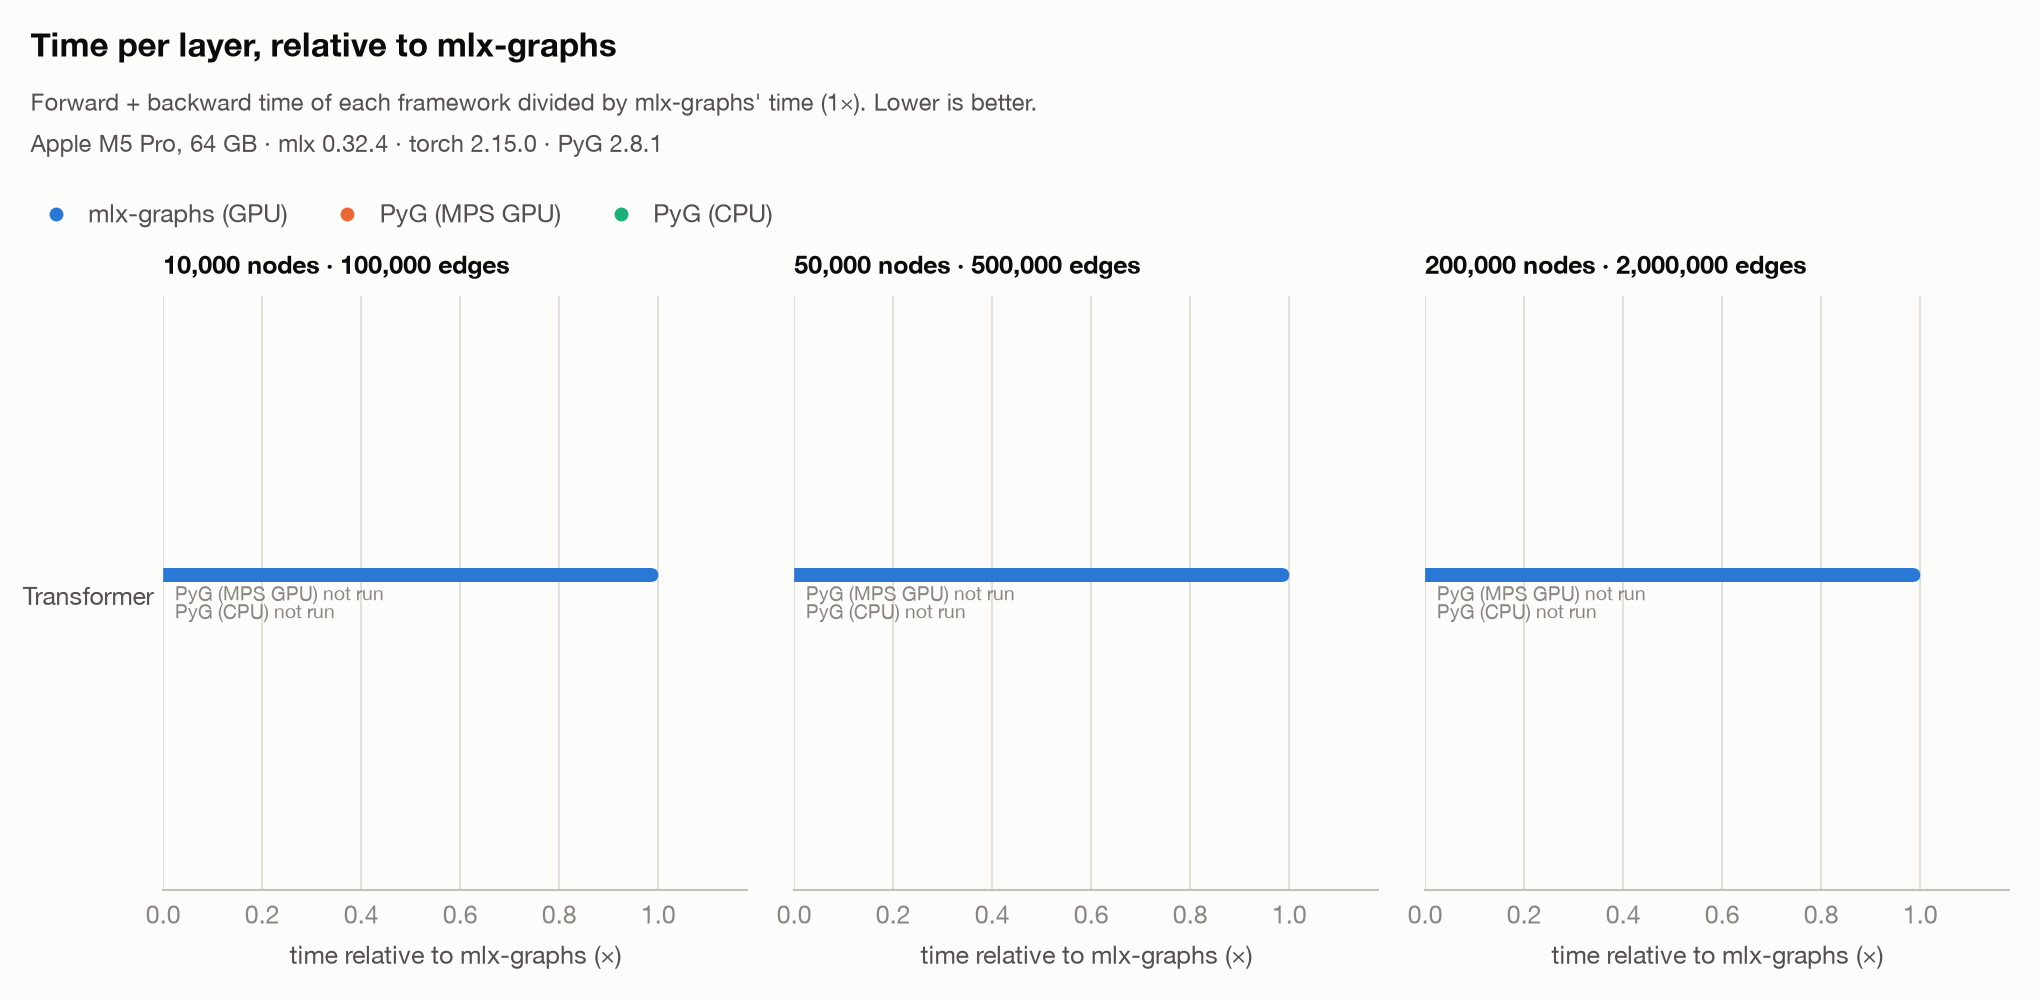 Time per layer, relative to mlx-graphs
Forward + backward time of each framework divided by mlx-graphs' time (1×). Lower is better.
Apple M5 Pro, 64 GB · mlx 0.32.4 · torch 2.15.0 · PyG 2.8.1
mlx-graphs (GPU) PyG (MPS GPU) PyG (CPU)
10,000 nodes · 100,000 edges
50,000 nodes · 500,000 edges
200,000 nodes · 2,000,000 edges
Transformer
PyG (MPS GPU) not run
PyG (CPU) not run
PyG (MPS GPU) not run
PyG (CPU) not run
PyG (MPS GPU) not run
PyG (CPU) not run
0.0 0.2 0.4 0.6 0.8 1.0
0.0 0.2 0.4 0.6 0.8 1.0
0.0 0.2 0.4 0.6 0.8 1.0
time relative to mlx-graphs (×)
time relative to mlx-graphs (×)
time relative to mlx-graphs (×)